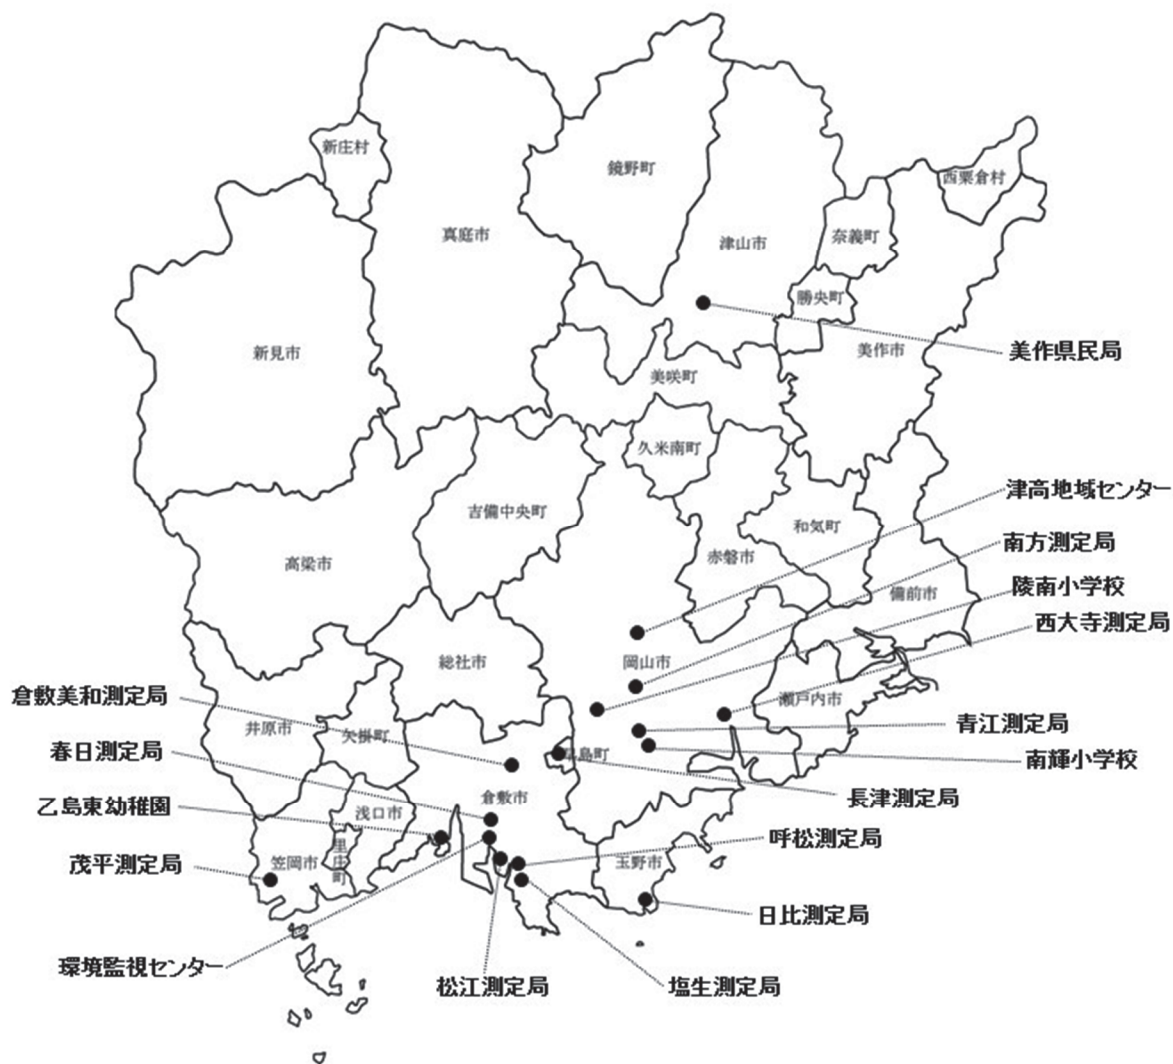 新庄村
鏡野町
西粟倉村
真庭市
津山市
奈義町
勝央町
新見市
美作市
美作県民局
美咲町
久米南町
津高地域センター
吉備中央町
和気町
南方測定局
高梁市
赤磐市
陵南小学校
備前市
西大寺測定局
総社市
岡山市
倉敷美和測定局
瀬戸内市
井原市
矢掛町
青江測定局
春日測定局
早島町
南輝小学校
倉敷市
長津測定局
乙島東幼稚園
浅口市
呼松測定局
茂平測定局
笠岡市
里庄町
玉野市
日比測定局
環境監視センター
松江測定局
塩生測定局